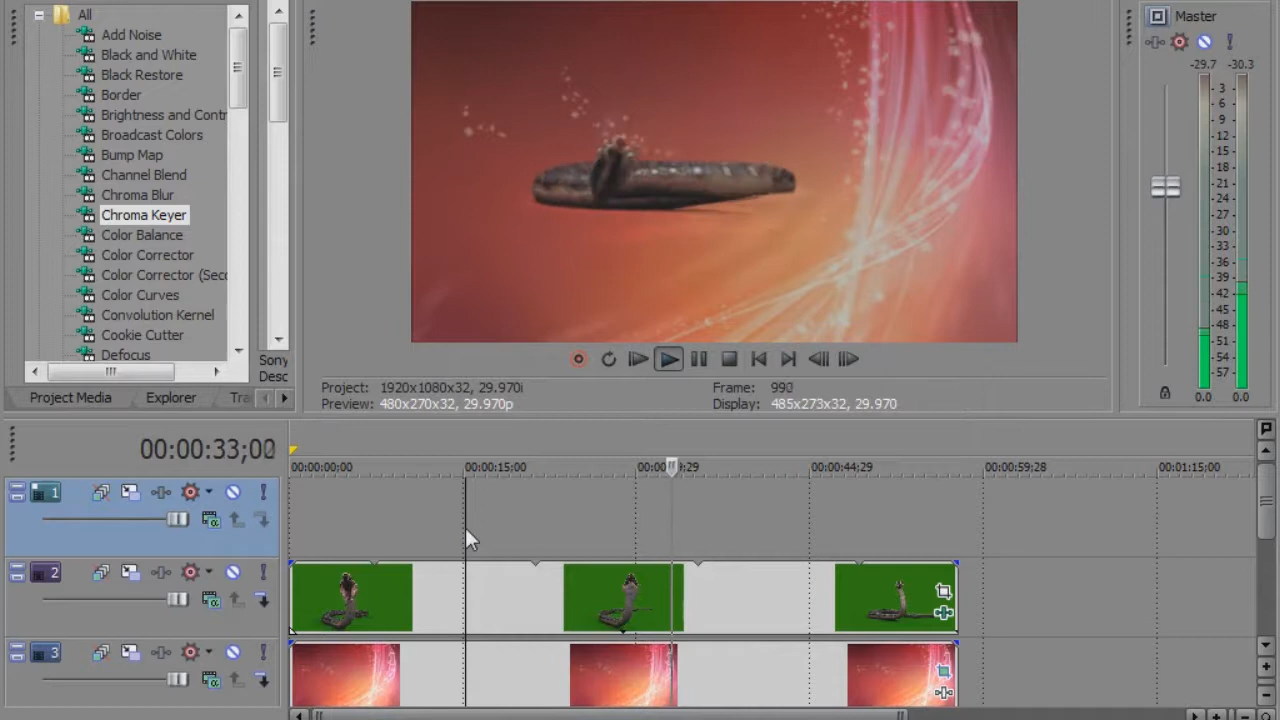 All
Add Noise
Black and White
Black Restore
Border
Brightness and Contr
Broadcast Colors
Bump Map
Channel Blend
Chroma Blur
Chroma Keyer
Color Balance
Color Corrector
Color Corrector (Seco
Color Curves
Convolution Kernel
Cookie Cutter
Defocus
Sony
Desc
Project Media Explorer Tra
Project: 1920x1080x32, 29.970i Frame: 990
Preview: 480x270x32, 29.970p Display: 485x273x32, 29.970
Master
-29.7 -30.3
- 3 -
- 6 -
- 9 -
- 12 -
- 15 -
- 18 -
- 21 -
- 24 -
- 27 -
- 30 -
- 33 -
- 36 -
- 39 -
- 42 -
- 45 -
- 48 -
- 51 -
- 54 -
- 57 -
0.0 0.0
00:00:33;00
00:00:00;00 00:00:15;00 00:00 9:29 00:00:44;29 00:00:59;28 00:01:15;00
1
2
3